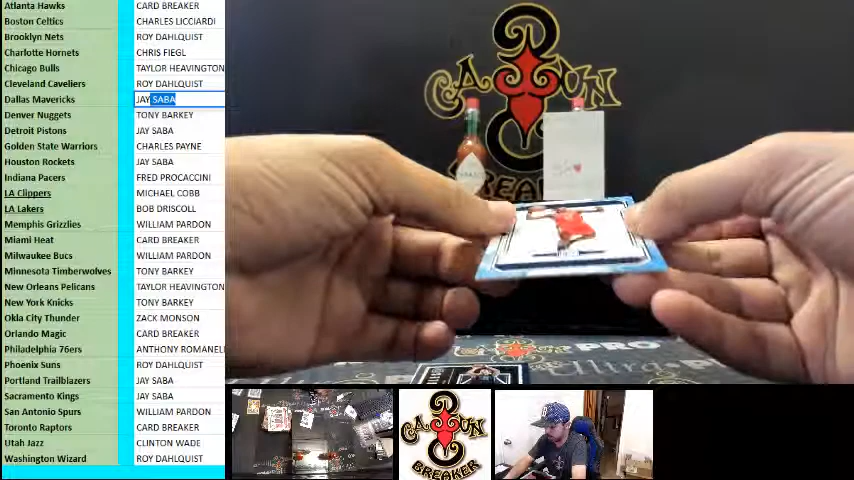 Atlanta Hawks CARD BREAKER
Boston Celtics CHARLES LICCIARDI
Brooklyn Nets ROY DAHLQUIST
Charlotte Hornets CHRIS FIEGL
Chicago Bulls TAYLOR HEAVINGTON
Cleveland Cavaliers ROY DAHLQUIST
Dallas Mavericks JAY SABA
Denver Nuggets TONY BARKEY
Detroit Pistons JAY SABA
Golden State Warriors CHARLES PAYNE
Houston Rockets JAY SABA
Indiana Pacers FRED PROCACCINI
LA Clippers MICHAEL COBB
LA Lakers BOB DRISCOLL
Memphis Grizzlies WILLIAM PARDON
Miami Heat CARD BREAKER
Milwaukee Bucs WILLIAM PARDON
Minnesota Timberwolves TONY BARKEY
New Orleans Pelicans TAYLOR HEAVINGTON
New York Knicks TONY BARKEY
Okla City Thunder ZACK MONSON
Orlando Magic CARD BREAKER
Philadelphia 76ers ANTHONY ROMANEL
Phoenix Suns ROY DAHLQUIST
Portland Trailblazers JAY SABA
Sacramento Kings JAY SABA
San Antonio Spurs WILLIAM PARDON
Toronto Raptors CARD BREAKER
Utah Jazz CLINTON WADE
Washington Wizard ROY DAHLQUIST
CAJUN
BREAKER
Ultra PRO
CAJUN
BREAKER